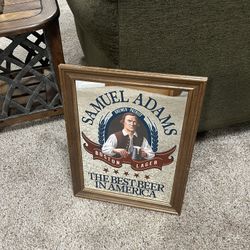 SAMUEL ADAMS
BOSTON LAGER
THE BEST BEER
IN AMERICA